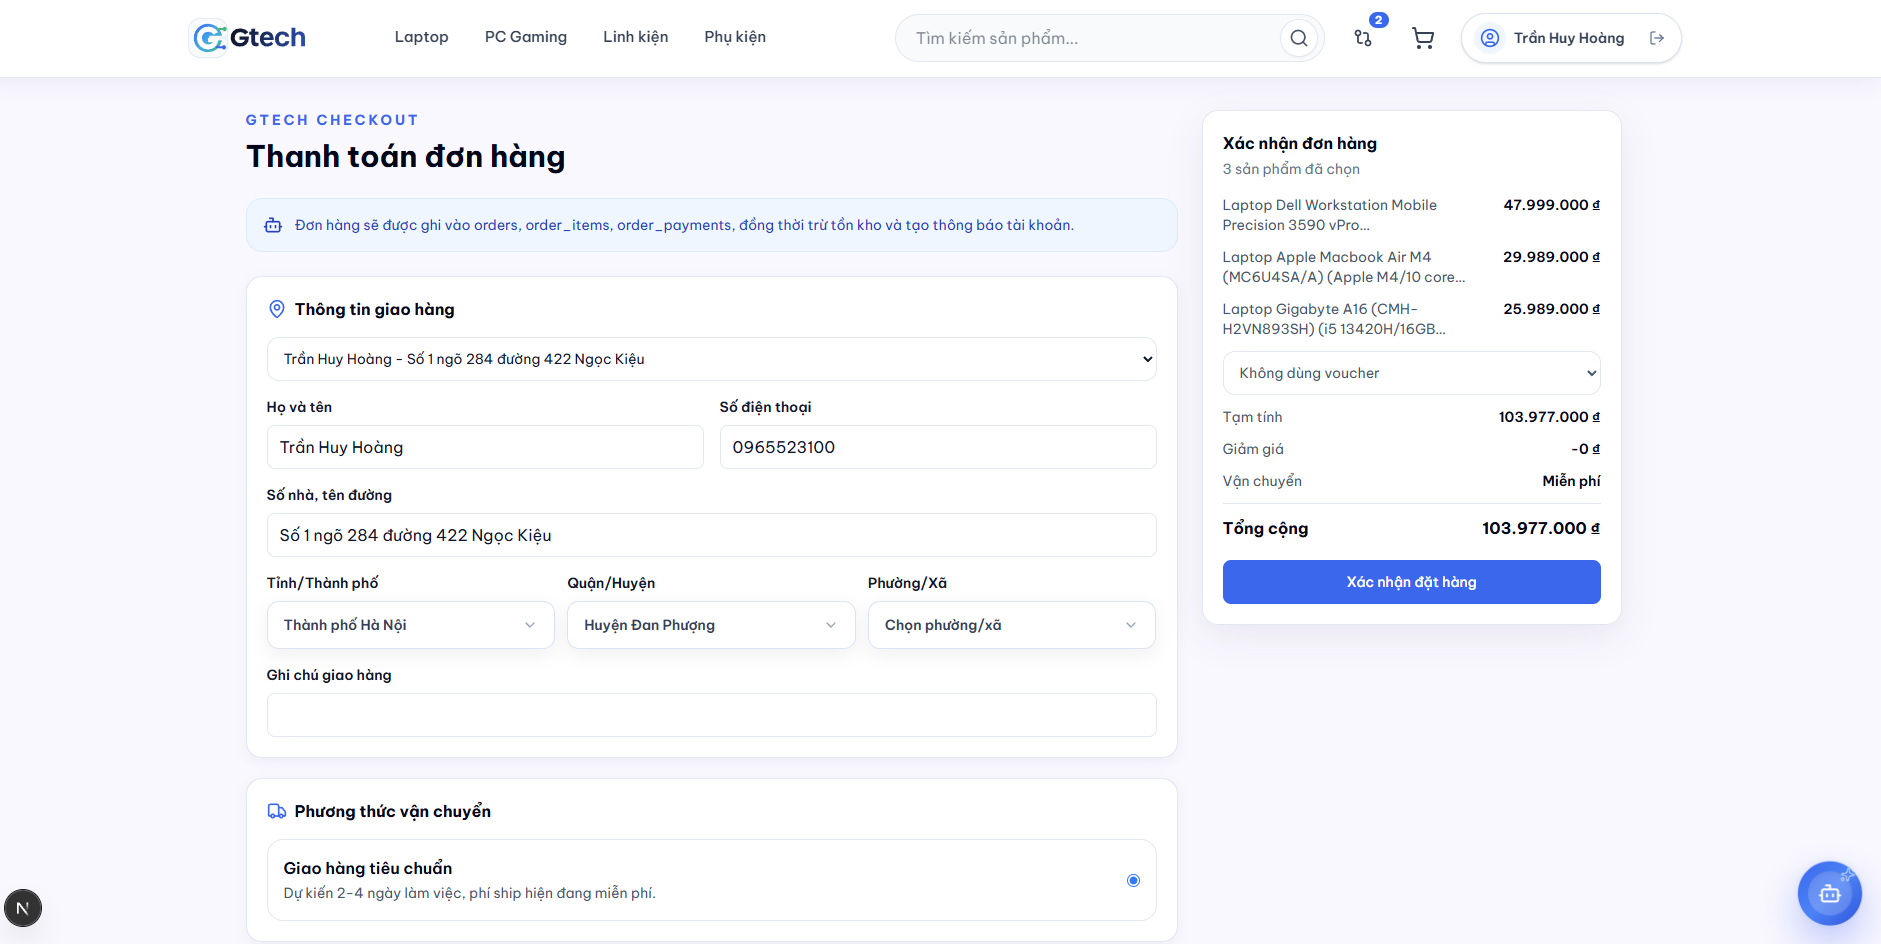 Gtech
Laptop
PC Gaming
Linh kiện
Phụ kiện
Tìm kiếm sản phẩm...
2
Trần Huy Hoàng
GTECH CHECKOUT
Thanh toán đơn hàng
Đơn hàng sẽ được ghi vào orders, order_items, order_payments, đồng thời trừ tồn kho và tạo thông báo tài khoản.
Thông tin giao hàng
Trần Huy Hoàng - Số 1 ngõ 284 đường 422 Ngọc Kiệu
Họ và tên
Số điện thoại
Trần Huy Hoàng
0965523100
Số nhà, tên đường
Số 1 ngõ 284 đường 422 Ngọc Kiệu
Tỉnh/Thành phố
Quận/Huyện
Phường/Xã
Thành phố Hà Nội
Huyện Đan Phượng
Chọn phường/xã
Ghi chú giao hàng
Phương thức vận chuyển
Giao hàng tiêu chuẩn
Dự kiến 2-4 ngày làm việc, phí ship hiện đang miễn phí.
Xác nhận đơn hàng
3 sản phẩm đã chọn
Laptop Dell Workstation Mobile
Precision 3590 vPro...
47.999.000 ₫
Laptop Apple Macbook Air M4
(MC6U4SA/A) (Apple M4/10 core...
29.989.000 ₫
Laptop Gigabyte A16 (CMH-
H2VN893SH) (i5 13420H/16GB...
25.989.000 ₫
Không dùng voucher
Tạm tính
103.977.000 ₫
Giảm giá
-0 ₫
Vận chuyển
Miễn phí
Tổng cộng
103.977.000 ₫
Xác nhận đặt hàng
N